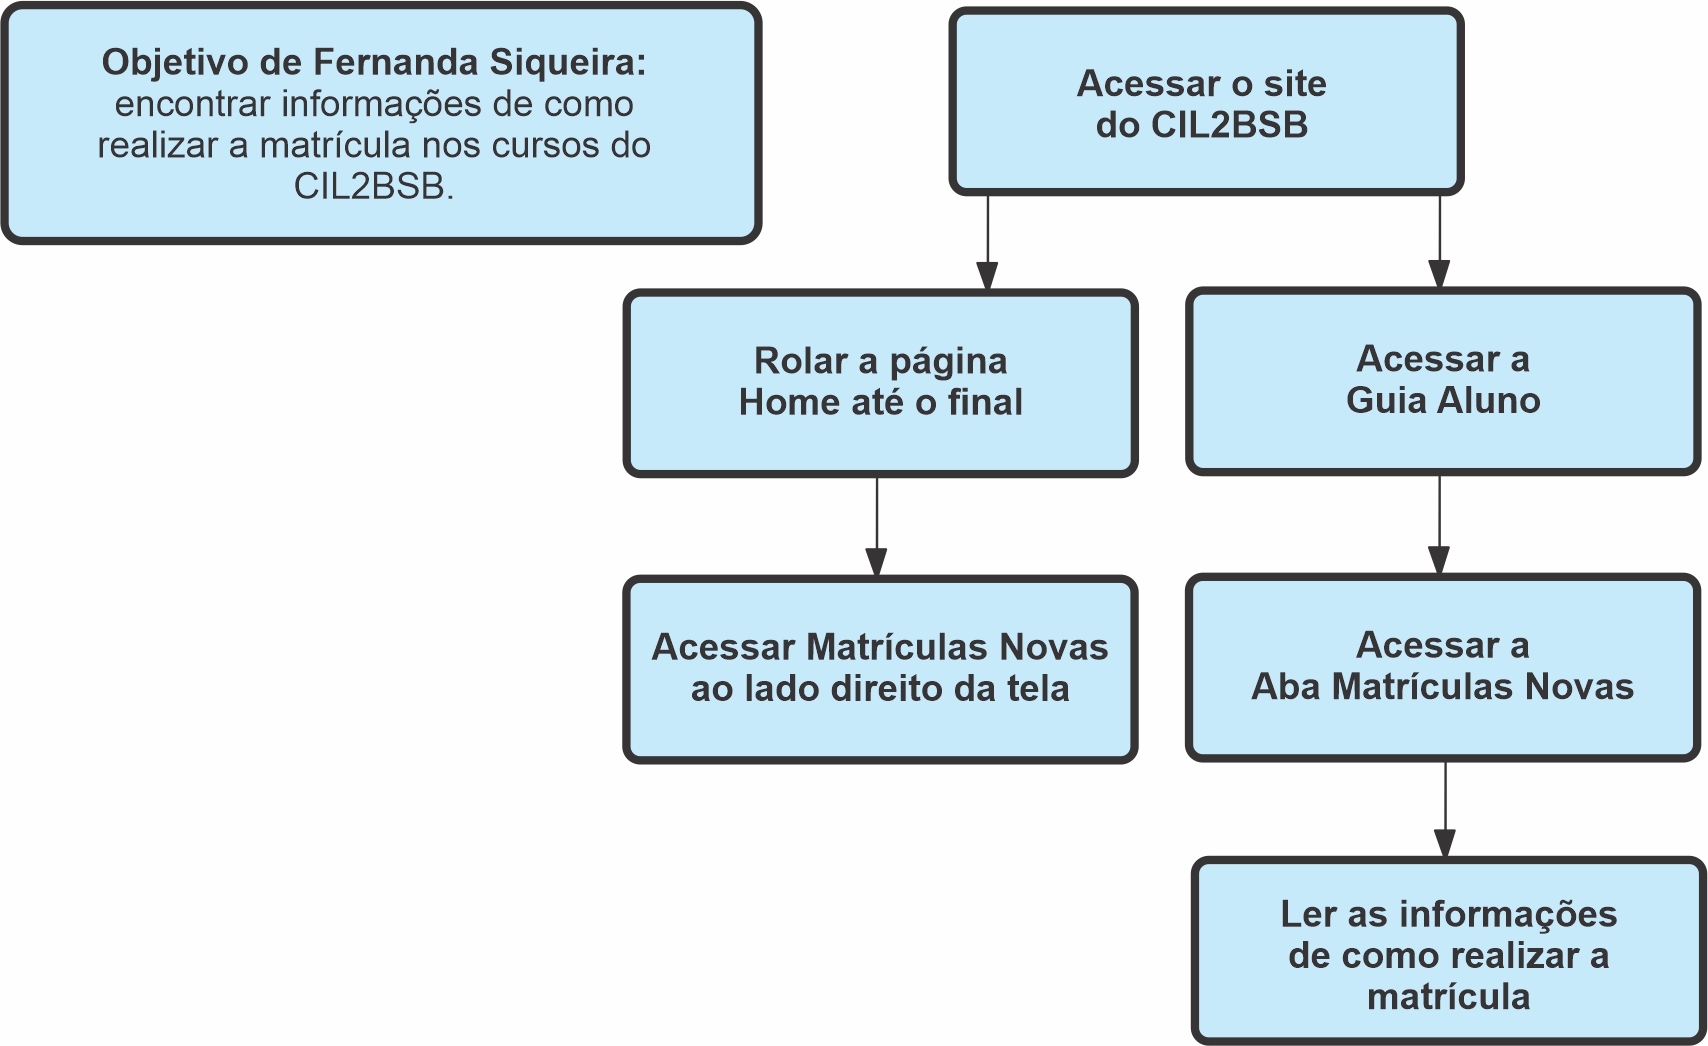 Objetivo de Fernanda Siqueira:
encontrar informações de como
realizar a matrícula nos cursos do
CIL2BSB.
Acessar o site
do CIL2BSB
Rolar a página
Home até o final
Acessar a
Guia Aluno
Acessar Matrículas Novas
ao lado direito da tela
Acessar a
Aba Matrículas Novas
Ler as informações
de como realizar a
matrícula